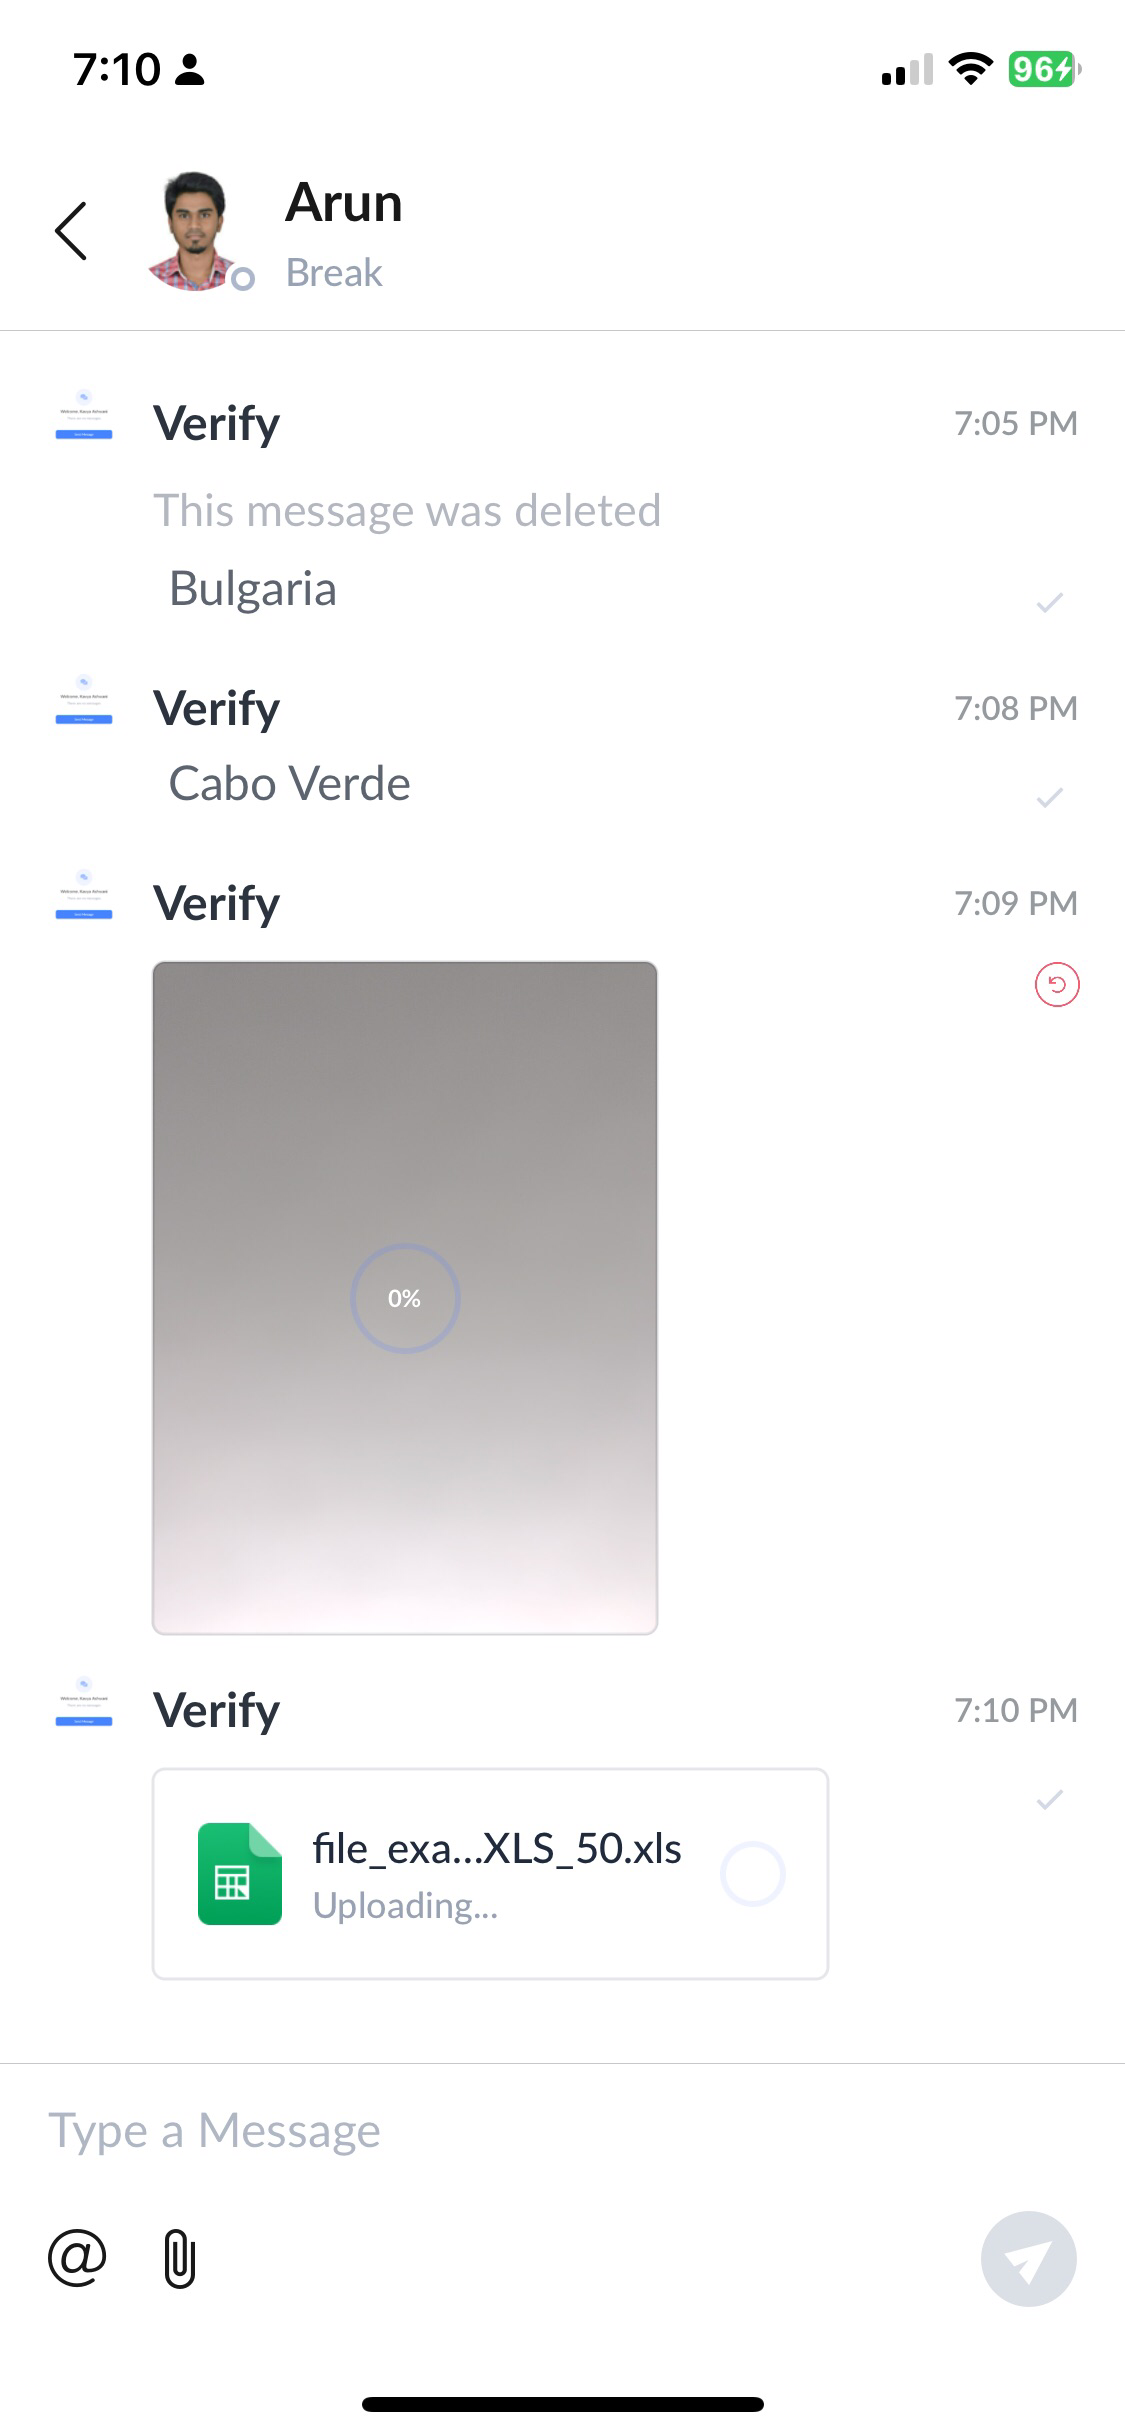 7:10
96
Arun
Break
Verify
7:05 PM
This message was deleted
Bulgaria
Verify
7:08 PM
Cabo Verde
Verify
7:09 PM
0%
Verify
7:10 PM
file_exa...XLS_50.xls
Uploading...
Type a Message